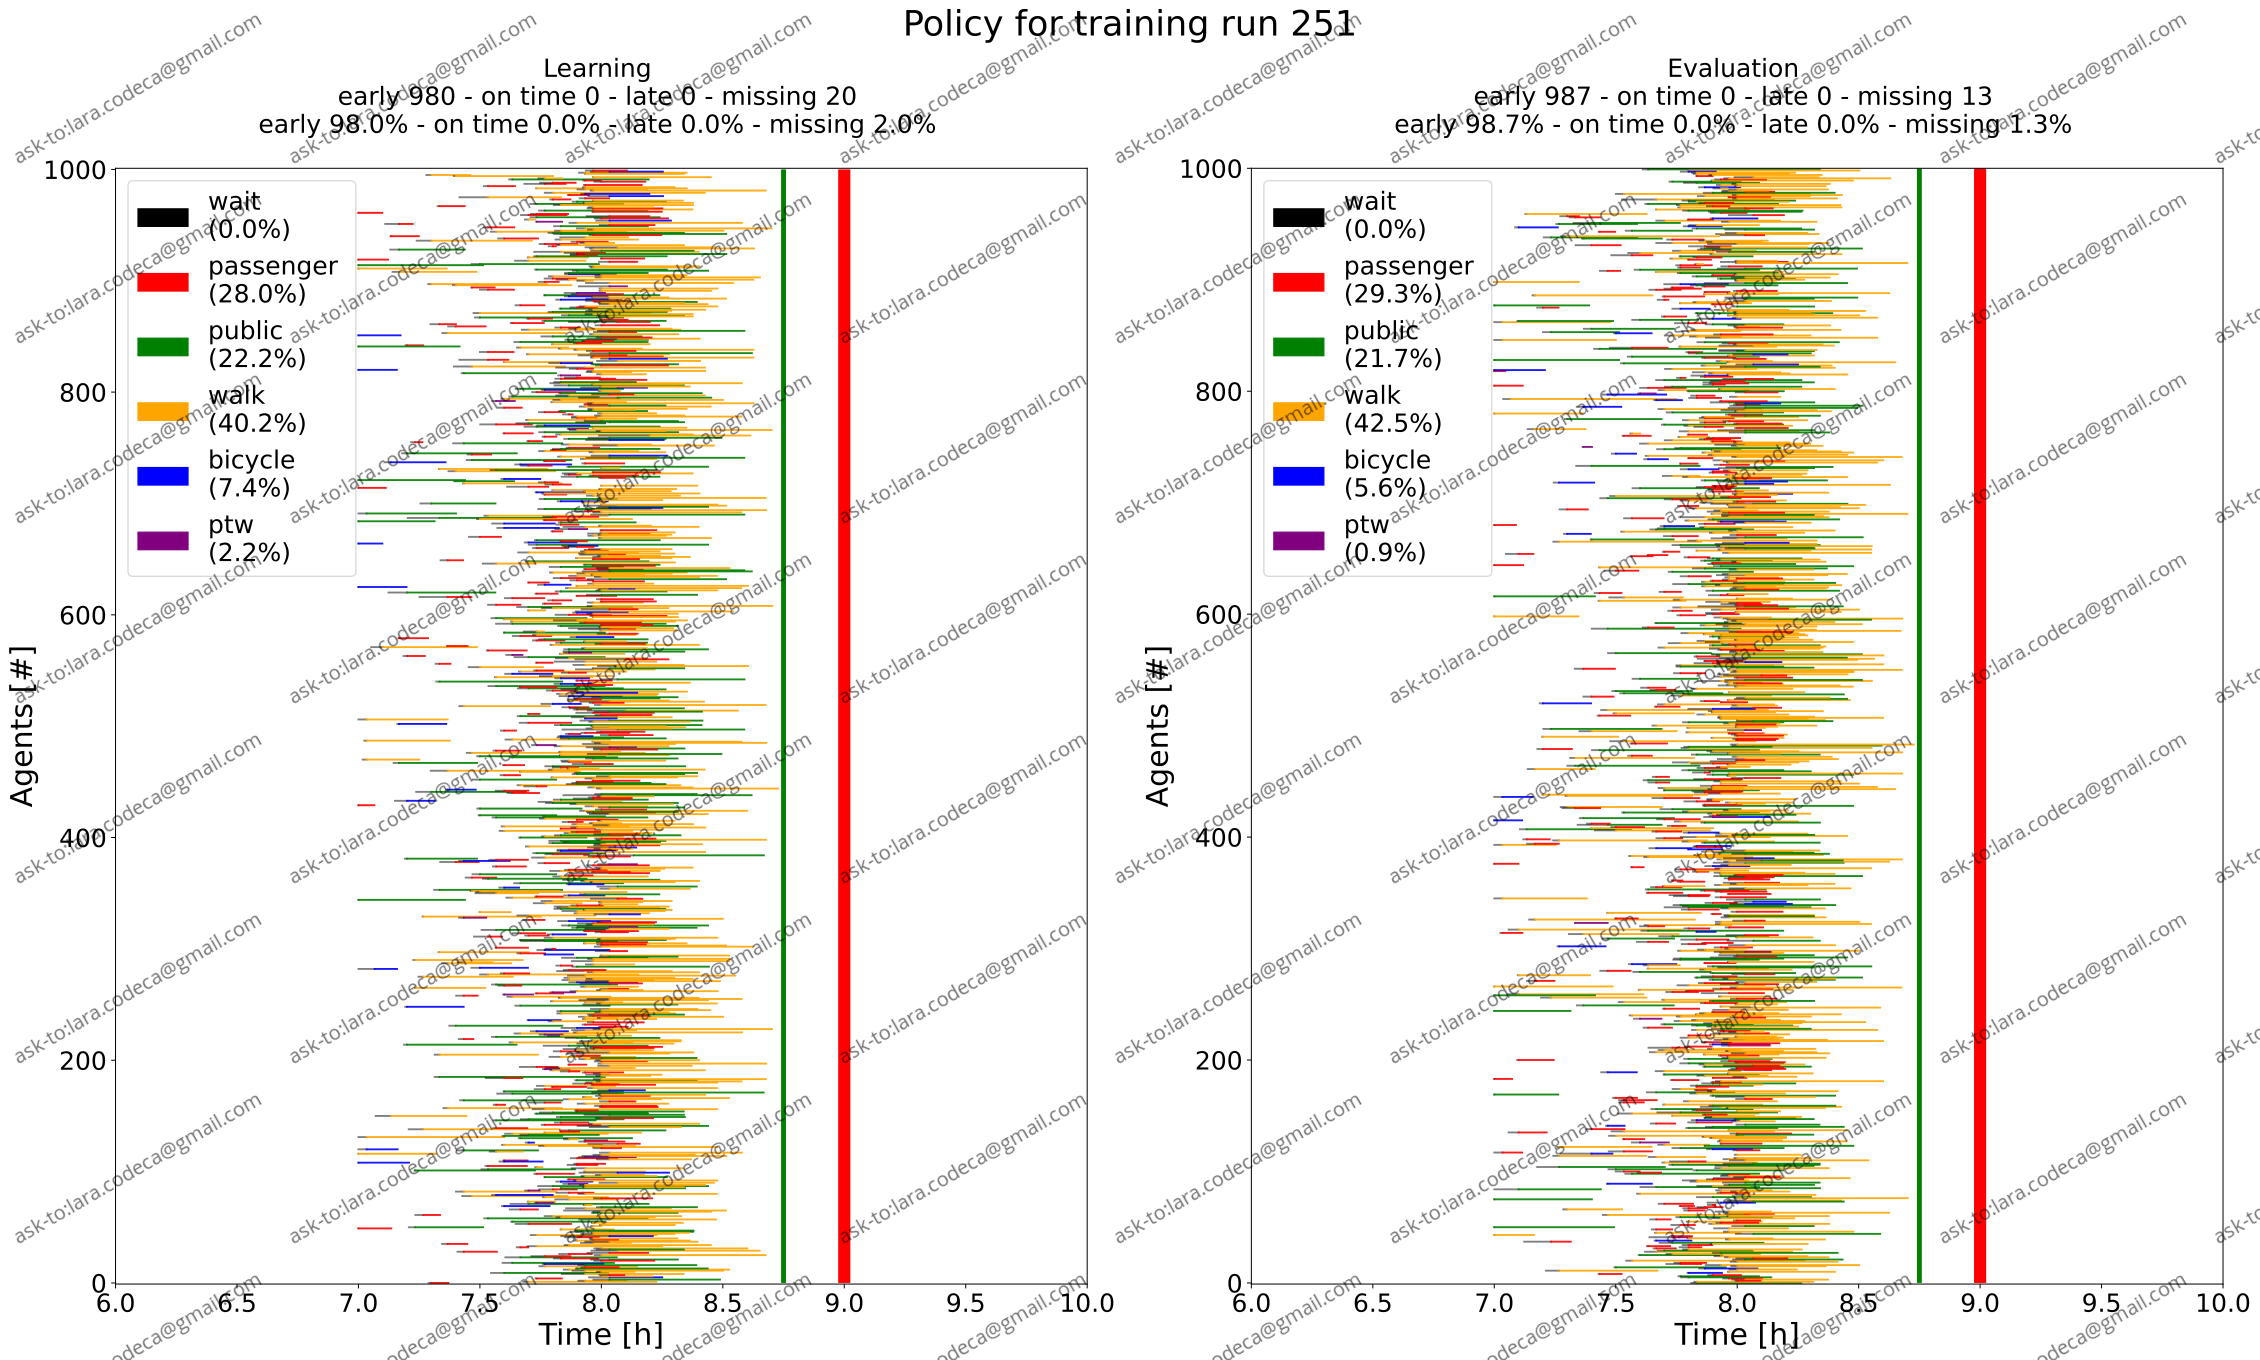 Policy for training run 251
Learning
early 980 - on time 0 - late 0 - missing 20
early 98.0% - on time 0.0% - late 0.0% - missing 2.0%
Agents [#]
1000
800
600
400
200
0
wait
(0.0%)
passenger
(28.0%)
public
(22.2%)
walk
(40.2%)
bicycle
(7.4%)
ptw
(2.2%)
6.0 6.5 7.0 7.5 8.0 8.5 9.0 9.5 10.0
Time [h]
Evaluation
early 987 - on time 0 - late 0 - missing 13
early 98.7% - on time 0.0% - late 0.0% - missing 1.3%
Agents [#]
1000
800
600
400
200
0
wait
(0.0%)
passenger
(29.3%)
public
(21.7%)
walk
(42.5%)
bicycle
(5.6%)
ptw
(0.9%)
6.0 6.5 7.0 7.5 8.0 8.5 9.0 9.5 10.0
Time [h]
ask-to:lara.codeca@gmail.com